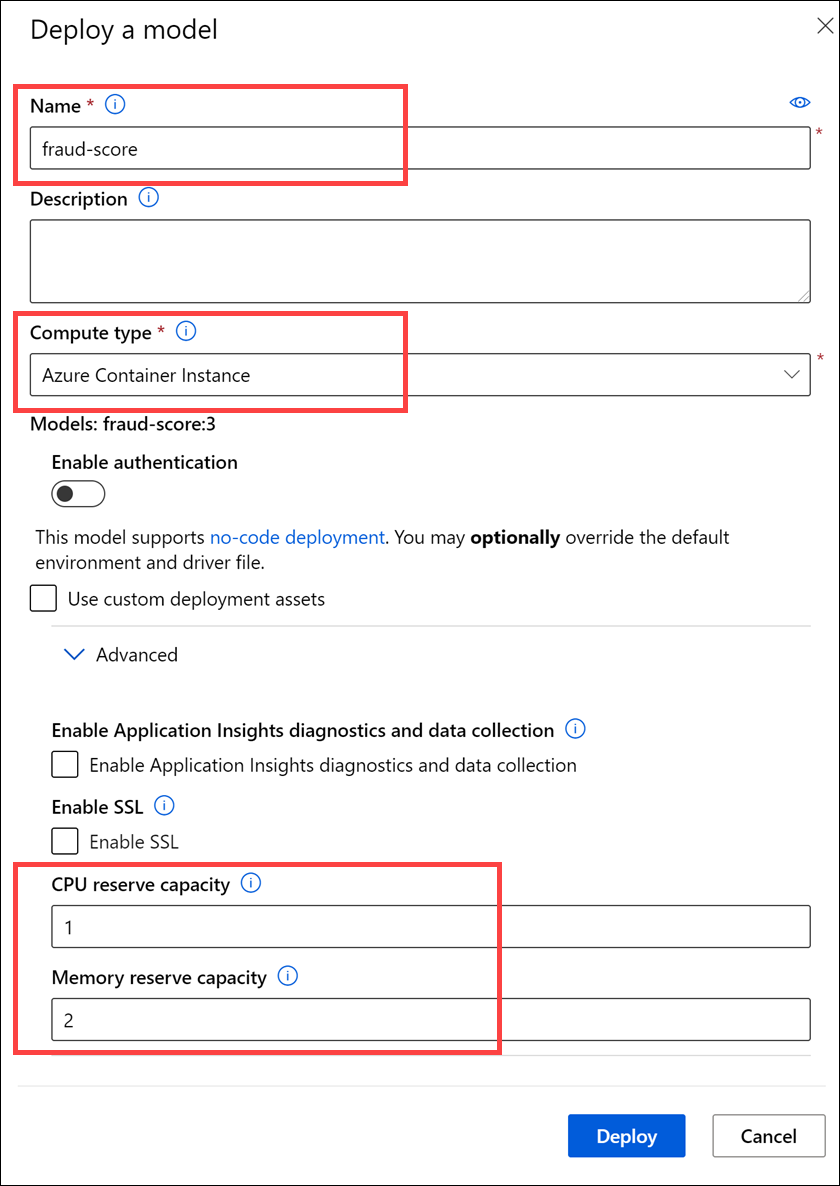 Deploy a model
Name *
*
fraud-score
Description
Compute type *
*
Azure Container Instance
Models: fraud-score:3
Enable authentication
This model supports no-code deployment. You may optionally override the default
environment and driver file.
Use custom deployment assets
Advanced
Enable Application Insights diagnostics and data collection
Enable Application Insights diagnostics and data collection
Enable SSL
Enable SSL
CPU reserve capacity
1
Memory reserve capacity
2
Deploy
Cancel